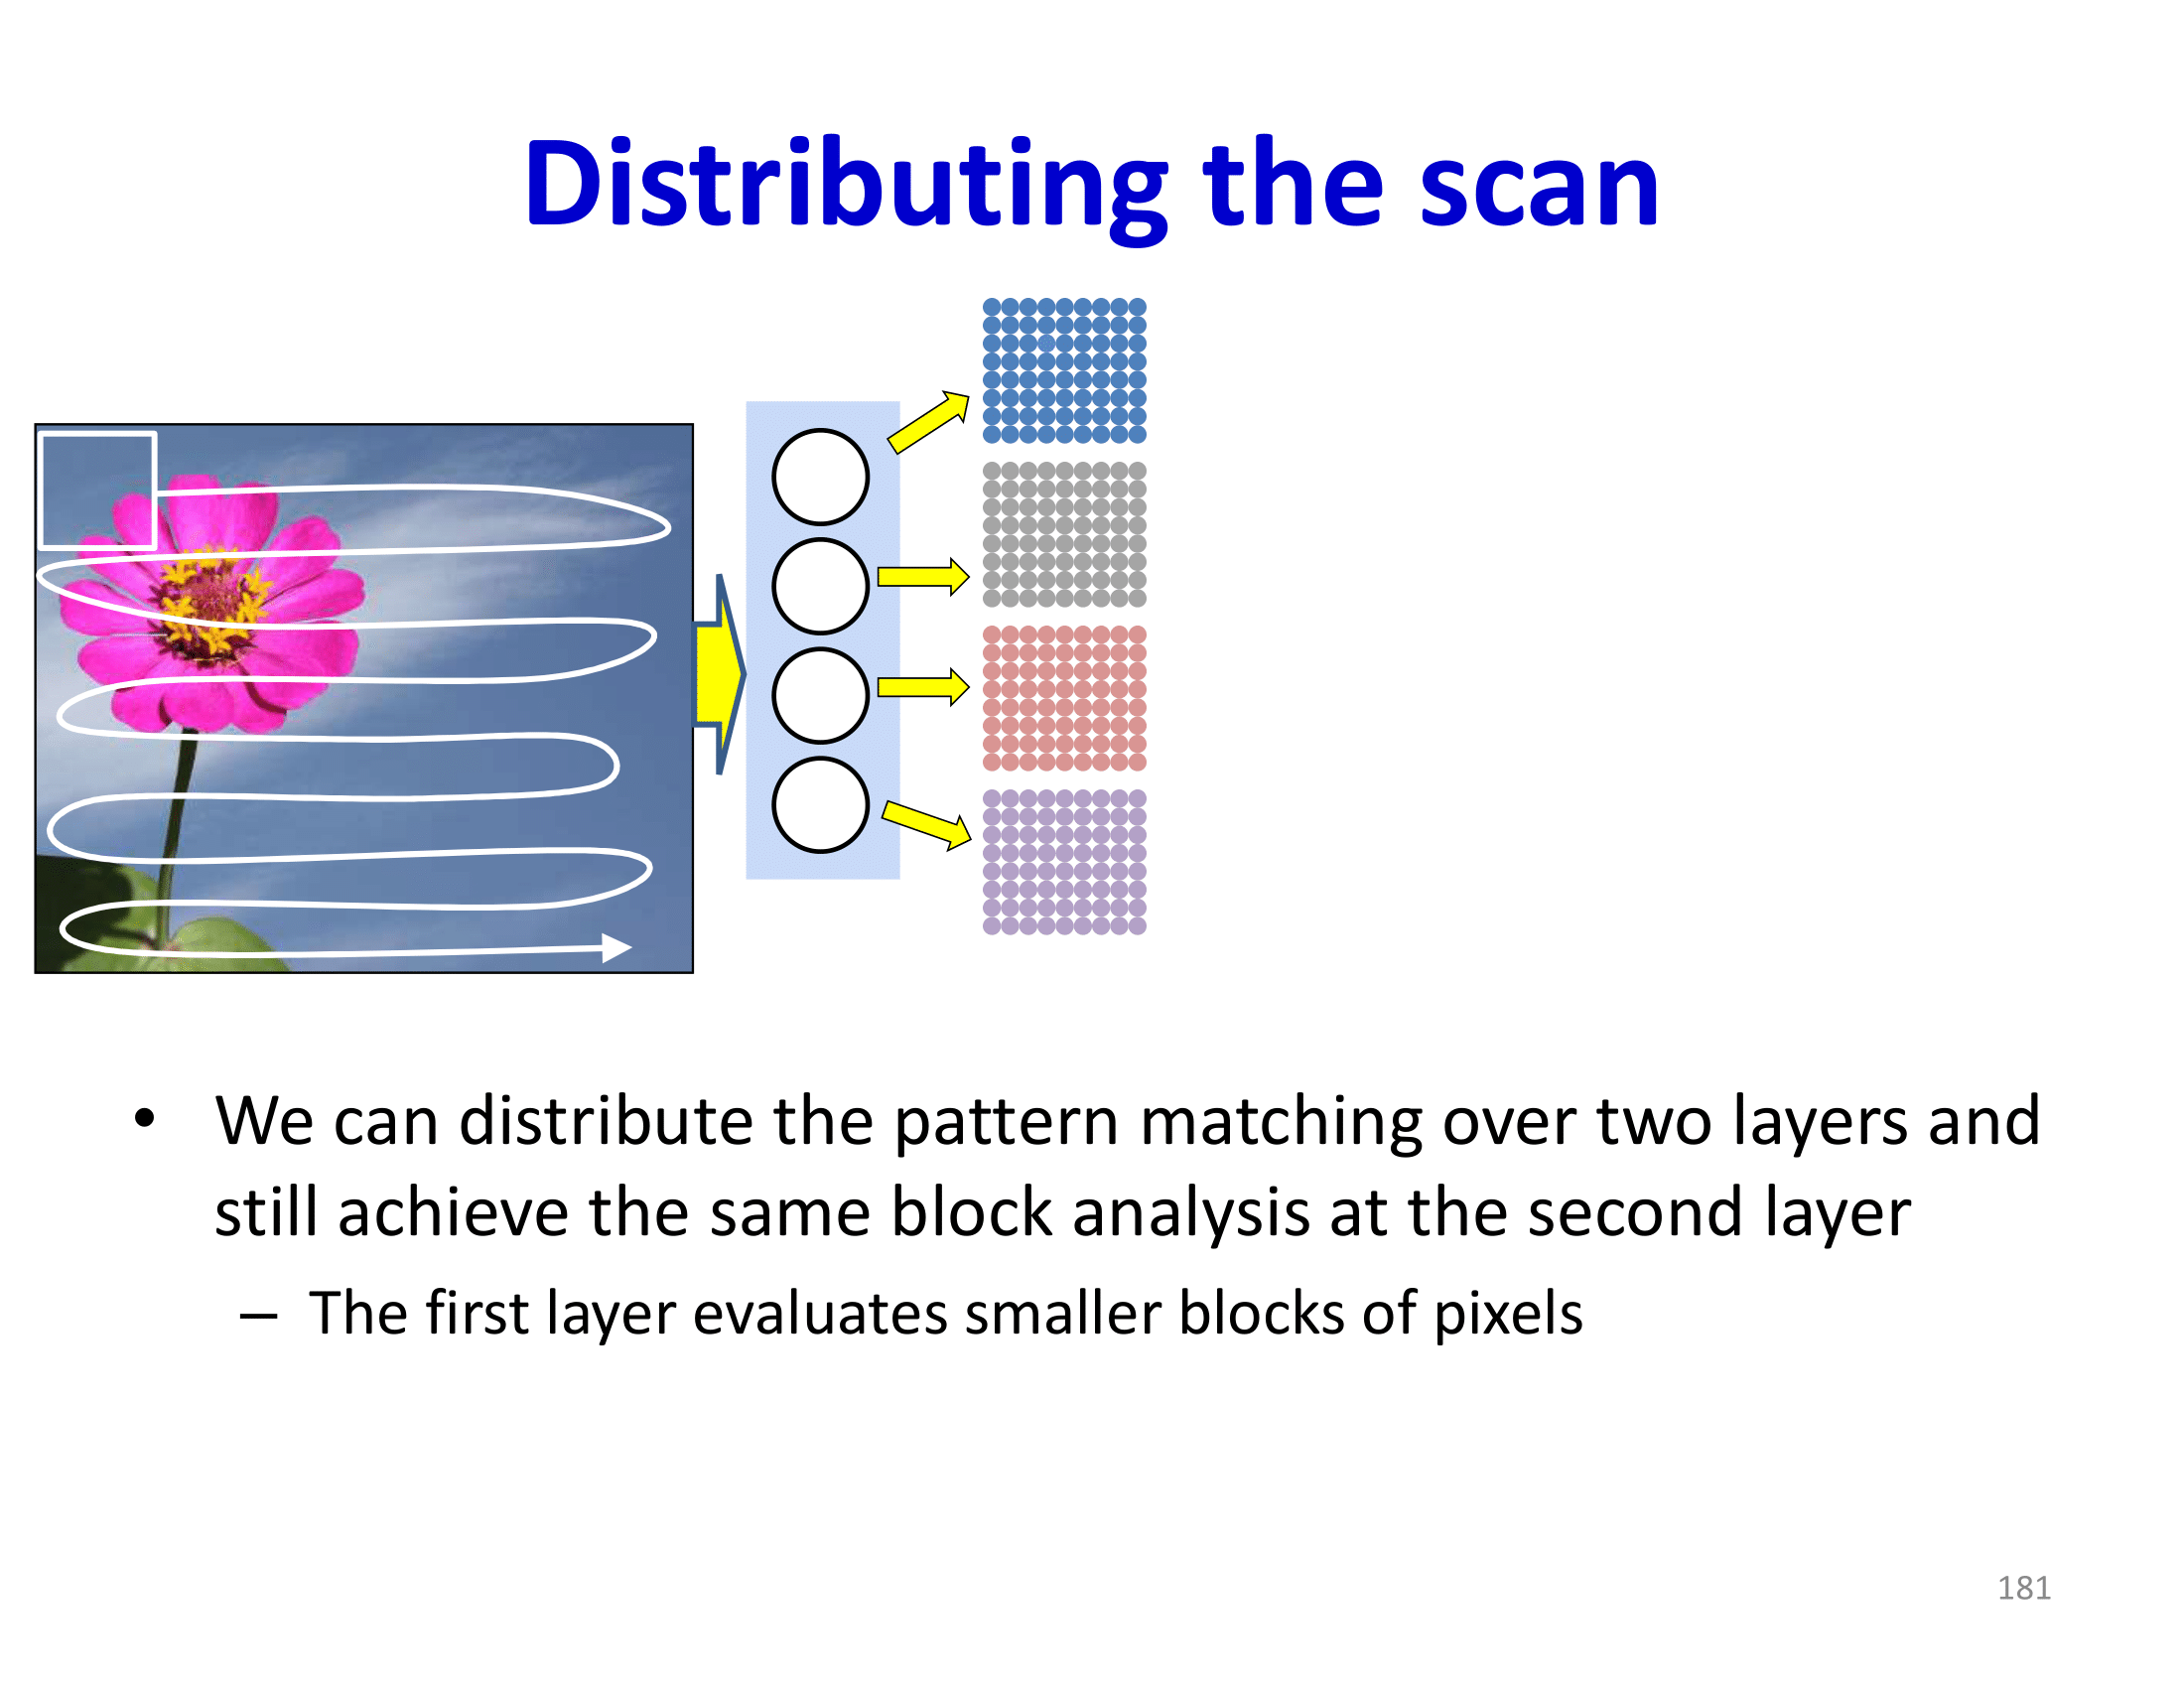 Distributing the scan
• We can distribute the pattern matching over two layers and
still achieve the same block analysis at the second layer
– The first layer evaluates smaller blocks of pixels
181